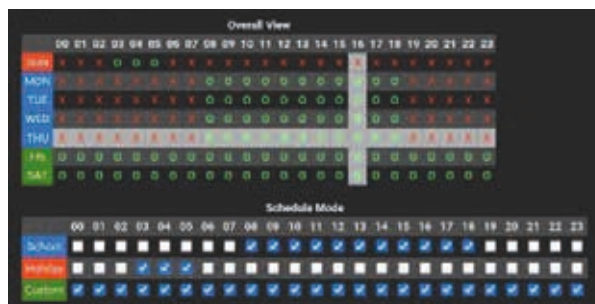 Overall View
00 01 02 03 04 05 06 07 08 09 10 11 12 13 14 15 16 17 18 19 20 21 22 23
SUN X X X O O O X X X X X X X X X X X X X X X X X X
MON X X X X X X X X O O O O O O O O O O O X X X X X
TUE X X X X X X X X O O O O O O O O O O O X X X X X
WED X X X X X X X X O O O O O O O O O O O X X X X X
THU X X X X X X X X O O O O O O O O O O O X X X X X
FRI O O O O O O O O O O O O O O O O O O O O O O O O
SAT O O O O O O O O O O O O O O O O O O O O O O O O
Schedule Mode
00 01 02 03 04 05 06 07 08 09 10 11 12 13 14 15 16 17 18 19 20 21 22 23
Holiday
Custom